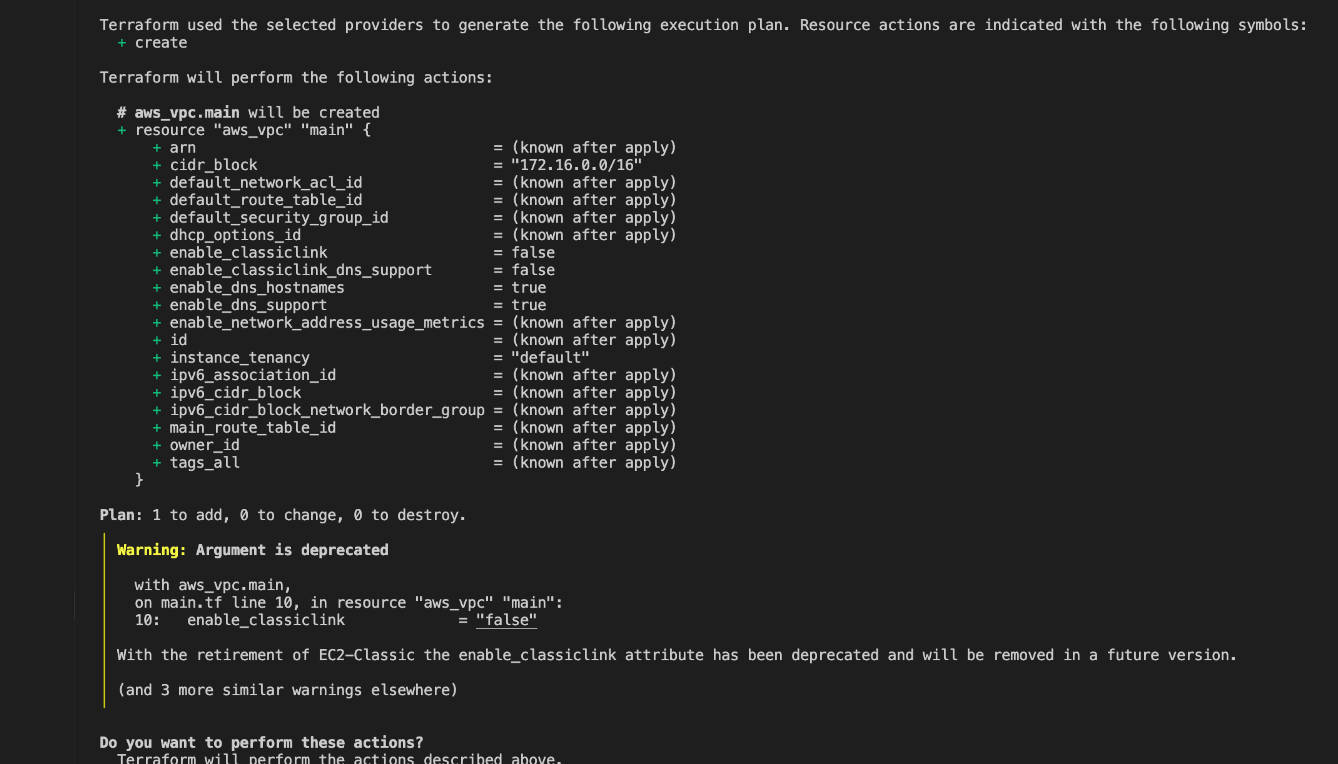 Terraform used the selected providers to generate the following execution plan. Resource actions are indicated with the following symbols:
+ create
Terraform will perform the following actions:
# aws_vpc.main will be created
+ resource "aws_vpc" "main" {
+ arn = (known after apply)
+ cidr_block = "172.16.0.0/16"
+ default_network_acl_id = (known after apply)
+ default_route_table_id = (known after apply)
+ default_security_group_id = (known after apply)
+ dhcp_options_id = (known after apply)
+ enable_classiclink = false
+ enable_classiclink_dns_support = false
+ enable_dns_hostnames = true
+ enable_dns_support = true
+ enable_network_address_usage_metrics = (known after apply)
+ id = (known after apply)
+ instance_tenancy = "default"
+ ipv6_association_id = (known after apply)
+ ipv6_cidr_block = (known after apply)
+ ipv6_cidr_block_network_border_group = (known after apply)
+ main_route_table_id = (known after apply)
+ owner_id = (known after apply)
+ tags_all = (known after apply)
}
Plan: 1 to add, 0 to change, 0 to destroy.
Warning: Argument is deprecated
with aws_vpc.main,
on main.tf line 10, in resource "aws_vpc" "main":
10: enable_classiclink = "false"
With the retirement of EC2-Classic the enable_classiclink attribute has been deprecated and will be removed in a future version.
(and 3 more similar warnings elsewhere)
Do you want to perform these actions?
Terraform will perform the actions described above.